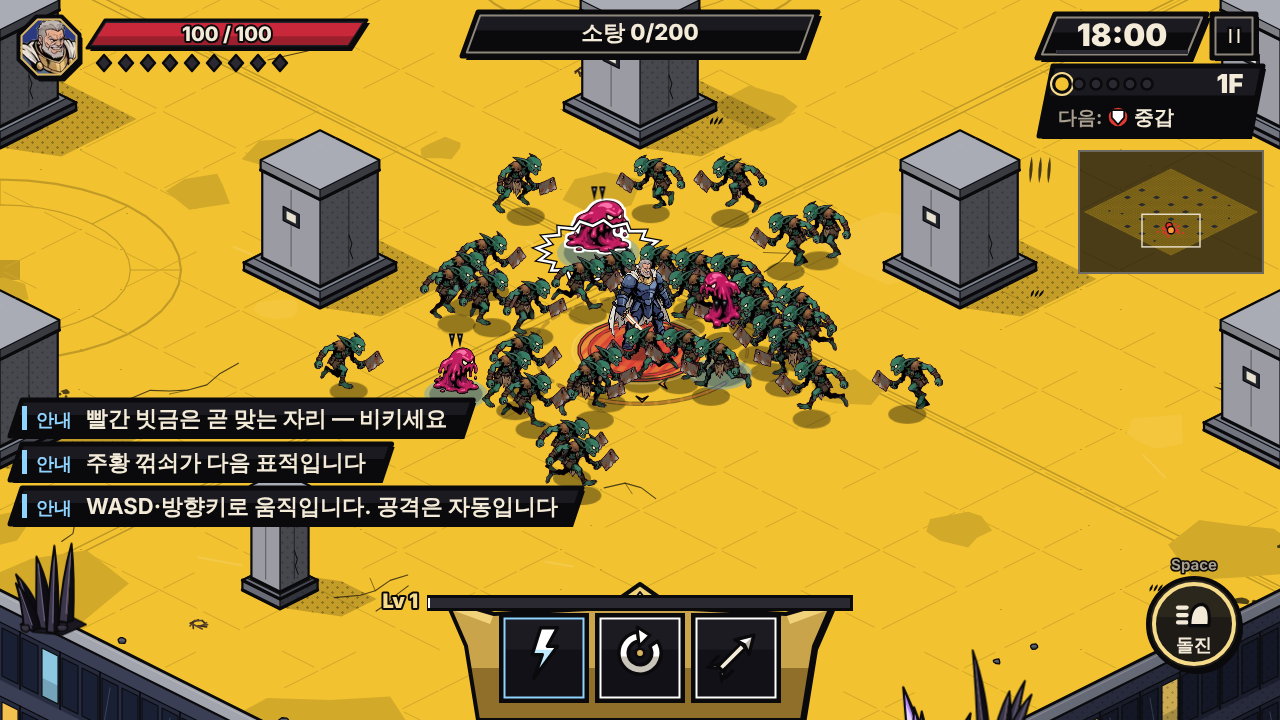 100 / 100
소탕 0/200
18:00
1F
다음: 중갑
안내 빨간 빗금은 곧 맞는 자리 — 비키세요
안내 주황 꺾쇠가 다음 표적입니다
안내 WASD·방향키로 움직입니다. 공격은 자동입니다
Space
돌진
Lv 1